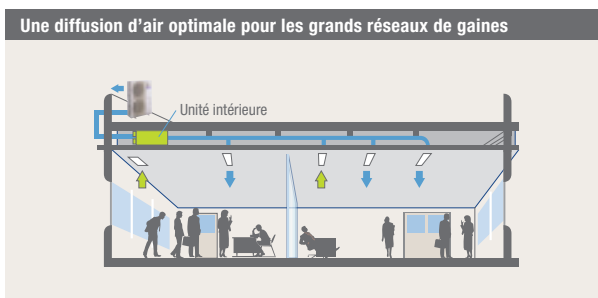 Une diffusion d’air optimale pour les grands réseaux de gaines
Unité intérieure